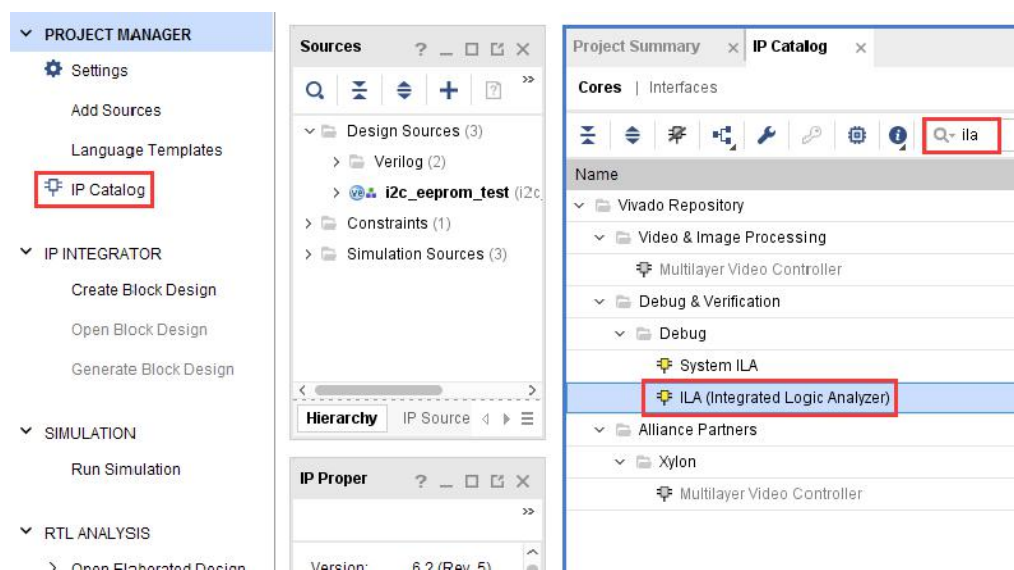 PROJECT MANAGER
Settings
Add Sources
Language Templates
IP Catalog
IP INTEGRATOR
Create Block Design
Open Block Design
Generate Block Design
SIMULATION
Run Simulation
RTL ANALYSIS
Open Elaborated Design
Sources
Design Sources (3)
Verilog (2)
i2c_eeprom_test (i2c_
Constraints (1)
Simulation Sources (3)
Hierarchy IP Source
IP Proper
Version: 6.2 (Rev. 5)
Project Summary IP Catalog
Cores | Interfaces
ila
Name
Vivado Repository
Video & Image Processing
Multilayer Video Controller
Debug & Verification
Debug
System ILA
ILA (Integrated Logic Analyzer)
Alliance Partners
Xylon
Multilayer Video Controller